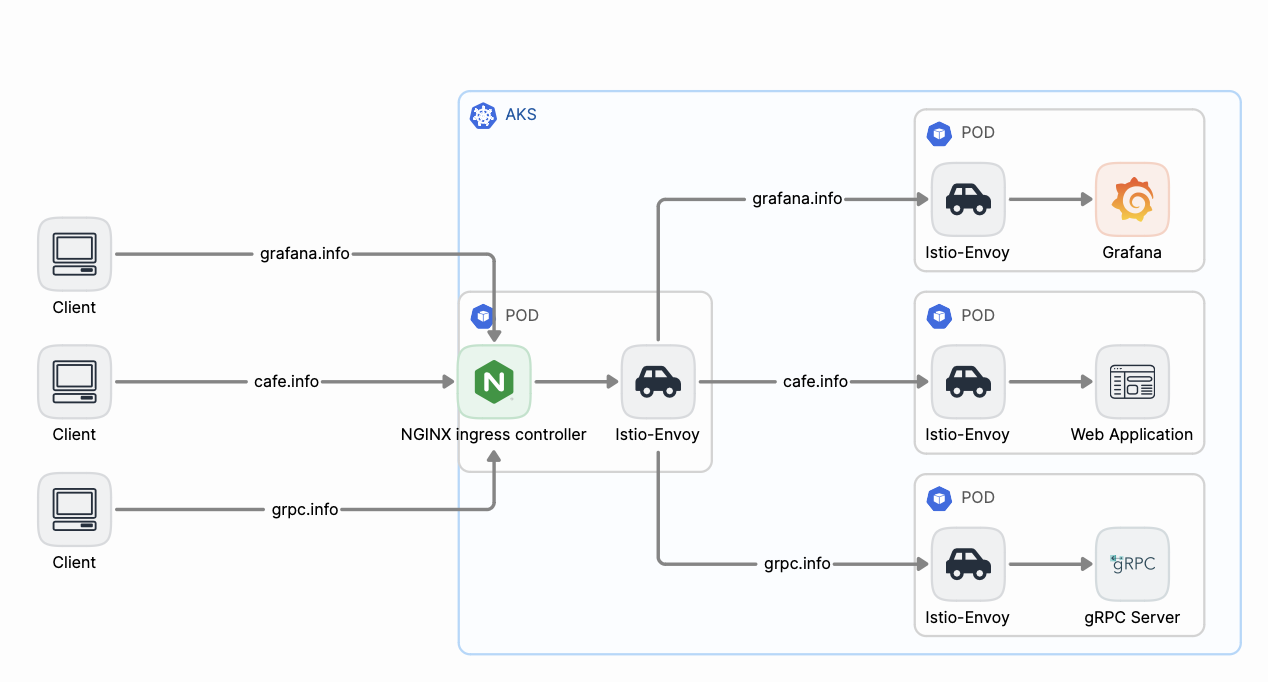 AKS
POD
grafana.info
grafana.info
Istio-Envoy
Grafana
Client
POD
POD
cafe.info
N
cafe.info
Client
NGINX ingress controller
Istio-Envoy
Istio-Envoy
Web Application
POD
grpc.info
Client
grpc.info
gRPC
Istio-Envoy
gRPC Server